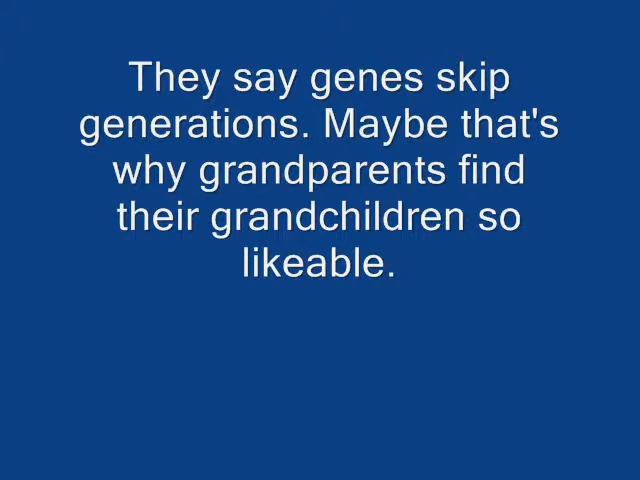 They say genes skip
generations. Maybe that's
why grandparents find
their grandchildren so
likeable.